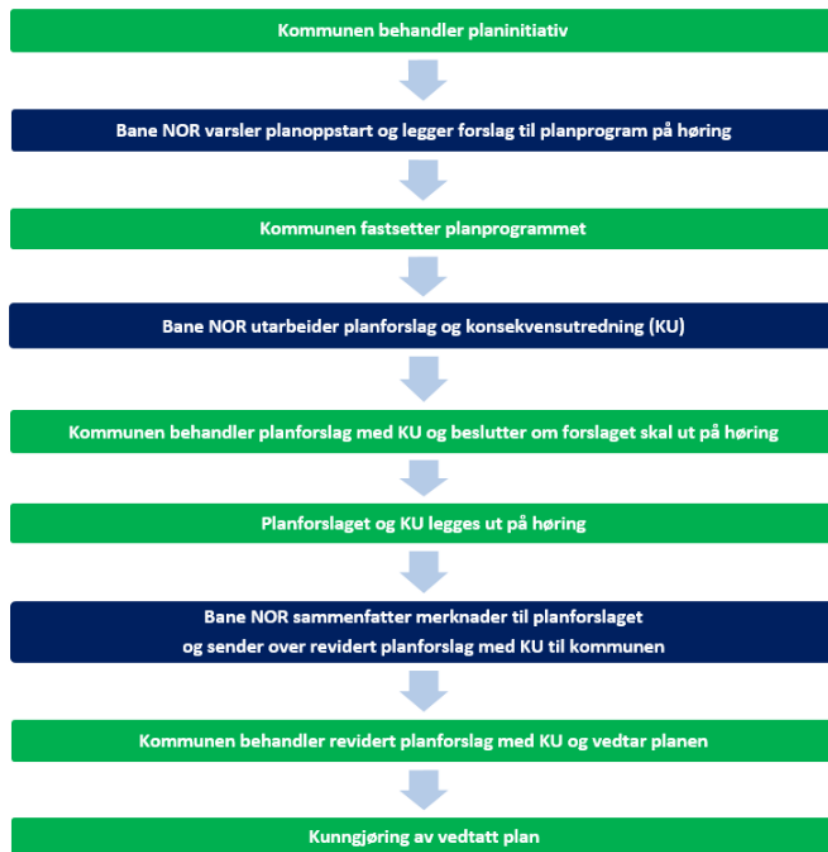 Kommunen behandler planinitiativ
Bane NOR varsler planoppstart og legger forslag til planprogram på høring
Kommunen fastsetter planprogrammet
Bane NOR utarbeider planforslag og konsekvensutredning (KU)
Kommunen behandler planforslag med KU og beslutter om forslaget skal ut på høring
Planforslaget og KU legges ut på høring
Bane NOR sammenfatter merknader til planforslaget
og sender over revidert planforslag med KU til kommunen
Kommunen behandler revidert planforslag med KU og vedtar planen
Kunngjøring av vedtatt plan